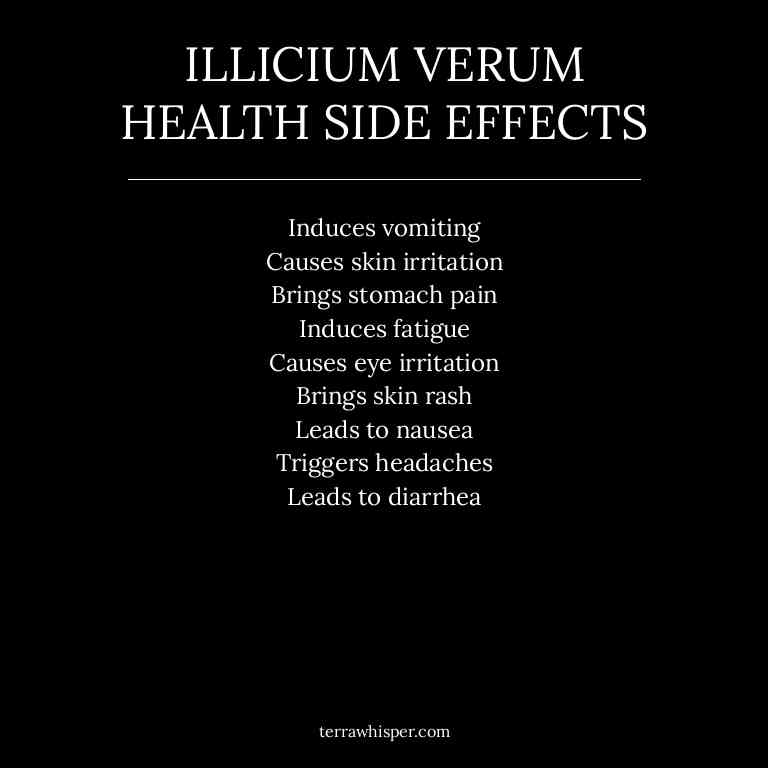 ILLICIUM VERUM
HEALTH SIDE EFFECTS
Induces vomiting
Causes skin irritation
Brings stomach pain
Induces fatigue
Causes eye irritation
Brings skin rash
Leads to nausea
Triggers headaches
Leads to diarrhea
terrawhisper.com